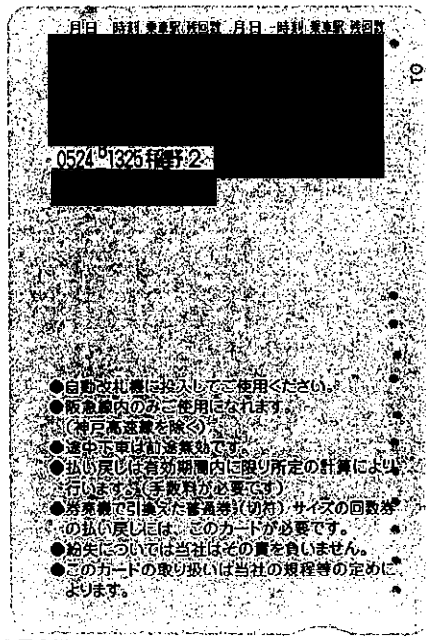 月日 時刻 乗車駅 残回数 月日 時刻 乗車駅 残回数
10
0524 1325 稲野 2
●自動改札機に投入してご使用ください。
●阪急線内のみご使用になれます。
(神戸高速線を除く)
●途中下車は前途無効です。
●払い戻しは有効期間内に限り所定の計算により
行います。(手数料が必要です)
●券売機で引換えた普通券(切符)サイズの回数券
の払い戻しには、このカードが必要です。
●紛失については当社はその責を負いません。
●このカードの取り扱いは当社の規程等の定めに
よります。